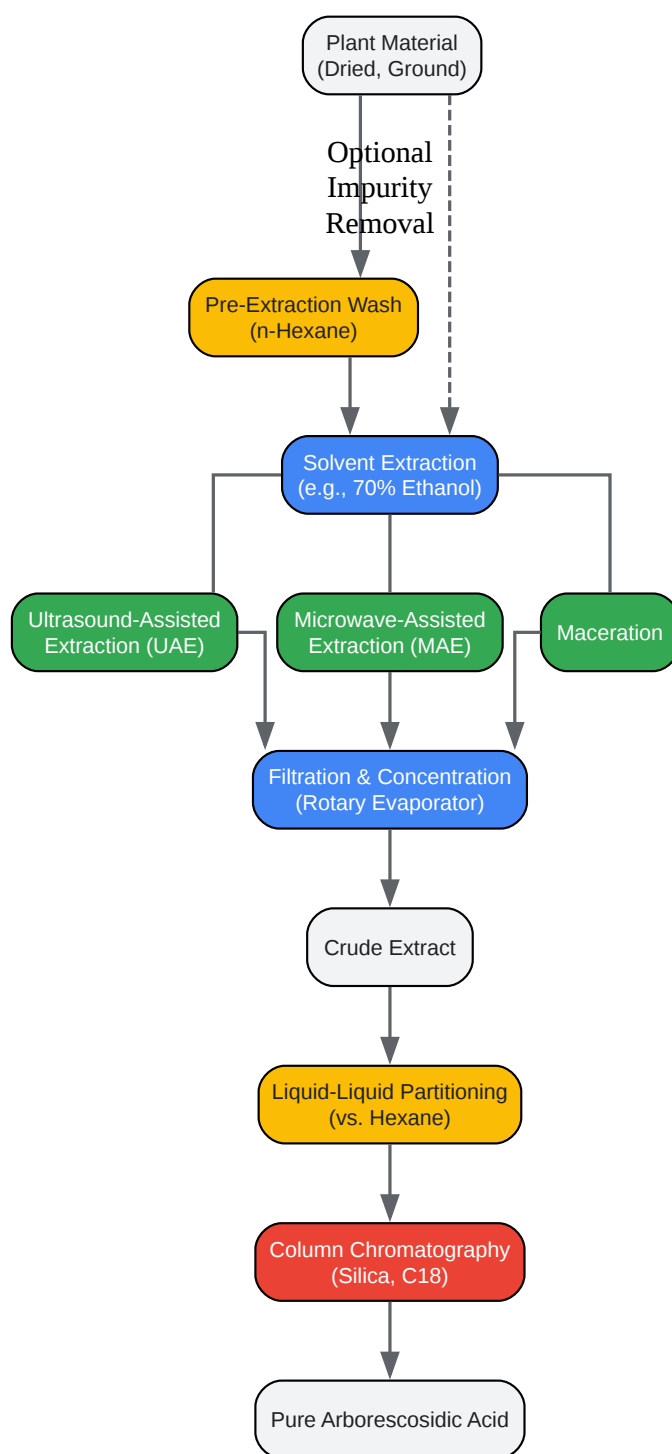 Plant Material
(Dried, Ground)
Optional
Impurity
Removal
Pre-Extraction Wash
(n-Hexane)
Solvent Extraction
(e.g., 70% Ethanol)
Ultrasound-Assisted
Extraction (UAE)
Microwave-Assisted
Extraction (MAE)
Maceration
Filtration & Concentration
(Rotary Evaporator)
Crude Extract
Liquid-Liquid Partitioning
(vs. Hexane)
Column Chromatography
(Silica, C18)
Pure Arborescosidic Acid